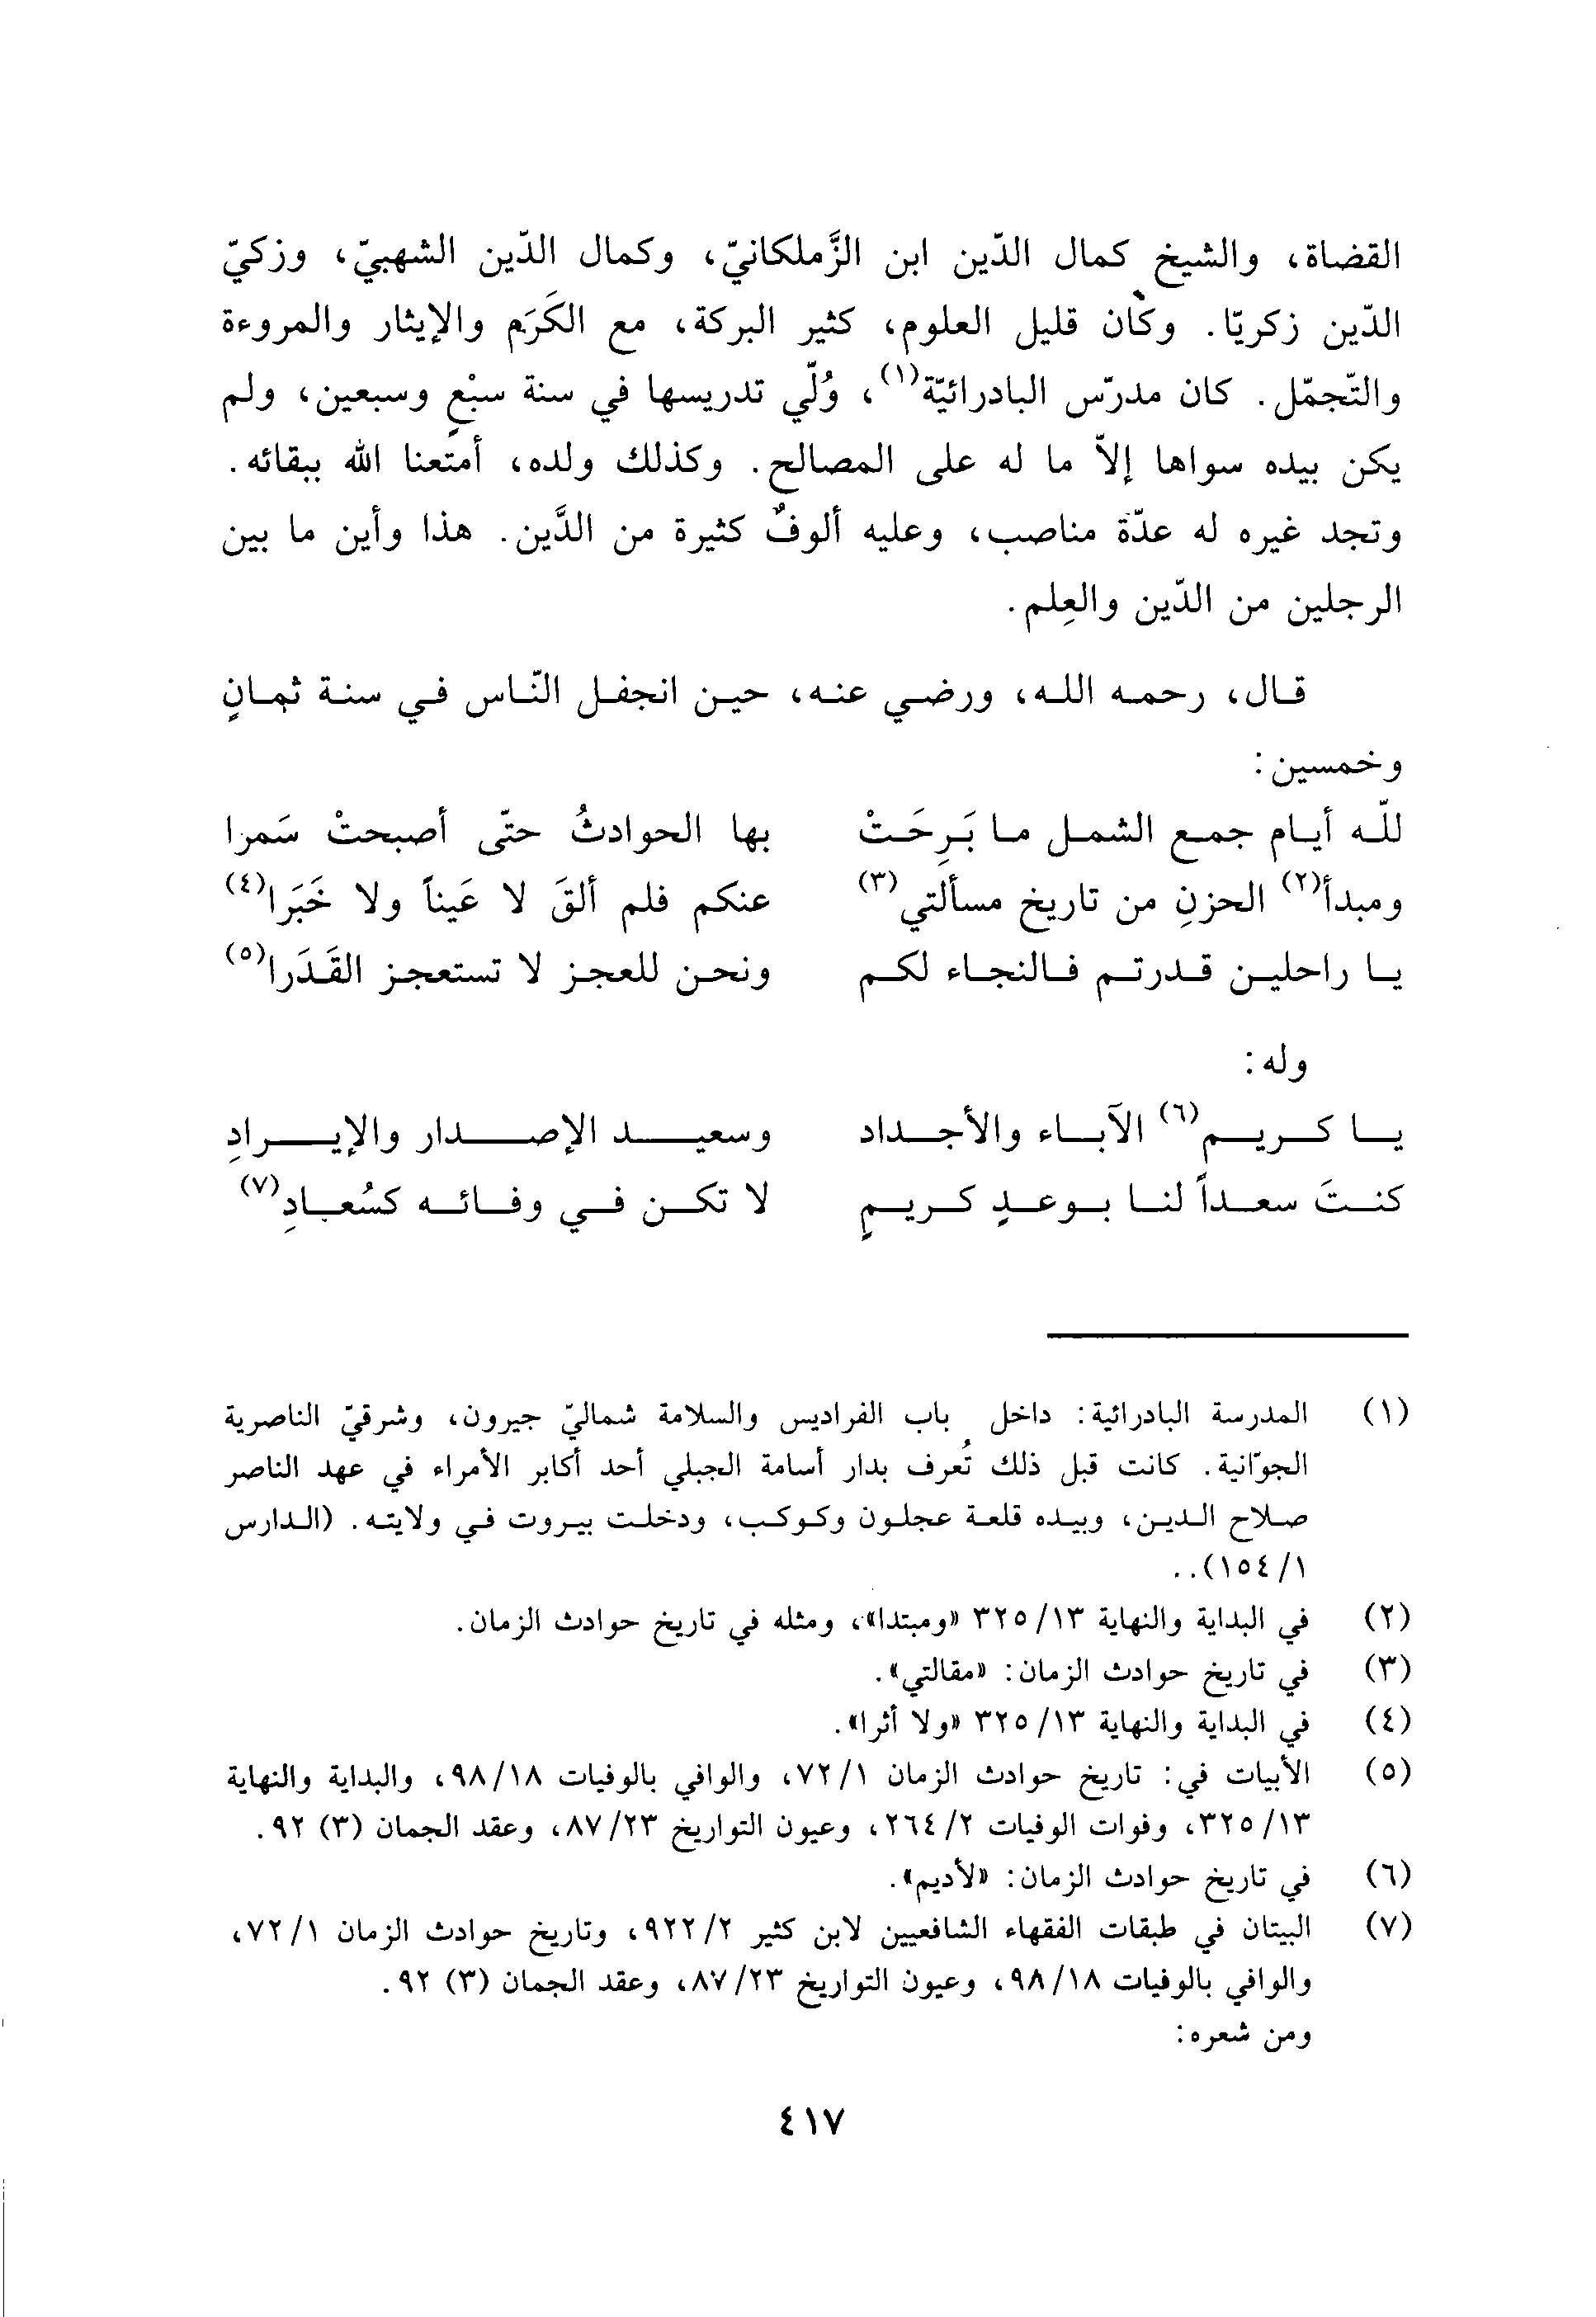 القضاة، والشيخ كمال الدّين ابن الزَّملكانيّ، وكمال الدّين الشهبيّ، وزكيّ
الدّين زكريّا. وكان قليل العلوم، كثير البركة، مع الكَرَم والإيثار والمروءة
والتّجمّل. كان مدرّس البادرائيّة(١)، وُلّي تدريسها في سنة سبْعٍ وسبعين، ولم
يكن بيده سواها إلاّ ما له على المصالح. وكذلك ولده، أمتعنا الله ببقائه.
وتجد غيره له عدّة مناصب، وعليه ألوفٌ كثيرة من الدَّين. هذا وأين ما بين
الرجلين من الدّين والعِلم.
قال، رحمه الله، ورضي عنه، حين انجفل النّاس في سنة ثمانٍ
وخمسين:
للّه أيام جمع الشمل ما بَرِحَتْ بها الحوادثُ حتّى أصبحتْ سَمرا
ومبدأ(٢) الحزنِ من تاريخ مسألتي(٣) عنكم فلم ألقَ لا عَيناً ولا خَبَرا(٤)
يا راحلين قدرتم فالنجاء لكم ونحن للعجز لا تستعجز القَدَرا(٥)
وله:
يا كريم(٦) الآباء والأجداد وسعيد الإصدار والإيرادِ
كنتَ سعداً لنا بوعدٍ كريمٍ لا تكن في وفائه كسُعادِ(٧)
(١) المدرسة البادرائية: داخل باب الفراديس والسلامة شماليّ جيرون، وشرقيّ الناصرية
الجوّانية. كانت قبل ذلك تُعرف بدار أسامة الجبلي أحد أكابر الأمراء في عهد الناصر
صلاح الدين، وبيده قلعة عجلون وكوكب، ودخلت بيروت في ولايته. (الدارس
١/ ١٥٤)..
(٢) في البداية والنهاية ١٣/ ٣٢٥ «ومبتدا»، ومثله في تاريخ حوادث الزمان.
(٣) في تاريخ حوادث الزمان: «مقالتي».
(٤) في البداية والنهاية ١٣/ ٣٢٥ «ولا أثرا».
(٥) الأبيات في: تاريخ حوادث الزمان ١/ ٧٢، والوافي بالوفيات ١٨/ ٩٨، والبداية والنهاية
١٣/ ٣٢٥، وفوات الوفيات ٢/ ٢٦٤، وعيون التواريخ ٢٣/ ٨٧، وعقد الجمان (٣) ٩٢.
(٦) في تاريخ حوادث الزمان: «لأديم».
(٧) البيتان في طبقات الفقهاء الشافعيين لابن كثير ٢/ ٩٢٢، وتاريخ حوادث الزمان ١/ ٧٢،
والوافي بالوفيات ١٨/ ٩٨، وعيون التواريخ ٢٣/ ٨٧، وعقد الجمان (٣) ٩٢.
ومن شعره:
٤١٧